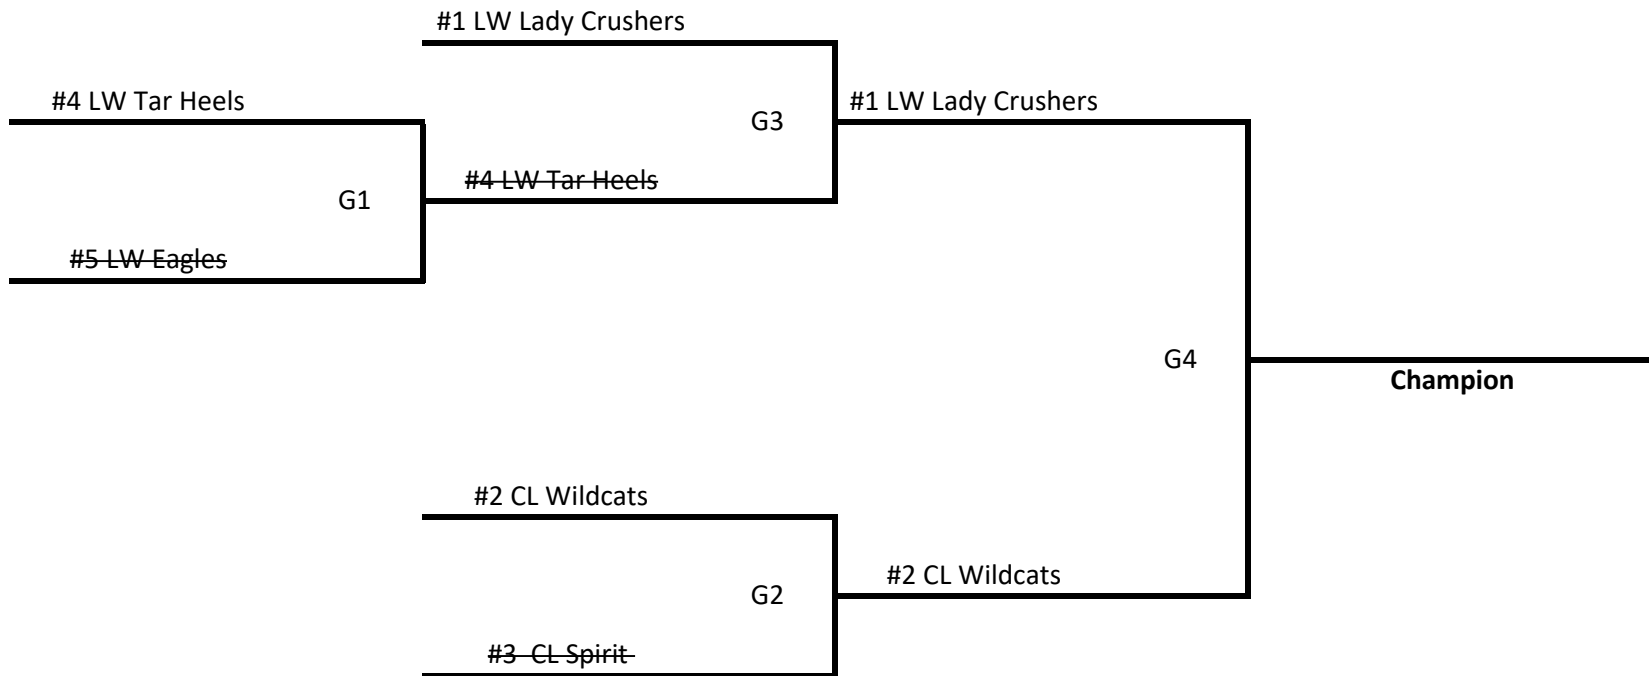 #1 LW Lady Crushers
#4 LW Tar Heels
#1 LW Lady Crushers
G3
#4 LW Tar Heels
G1
#5 LW Eagles
G4
Champion
#2 CL Wildcats
#2 CL Wildcats
G2
#3 CL Spirit